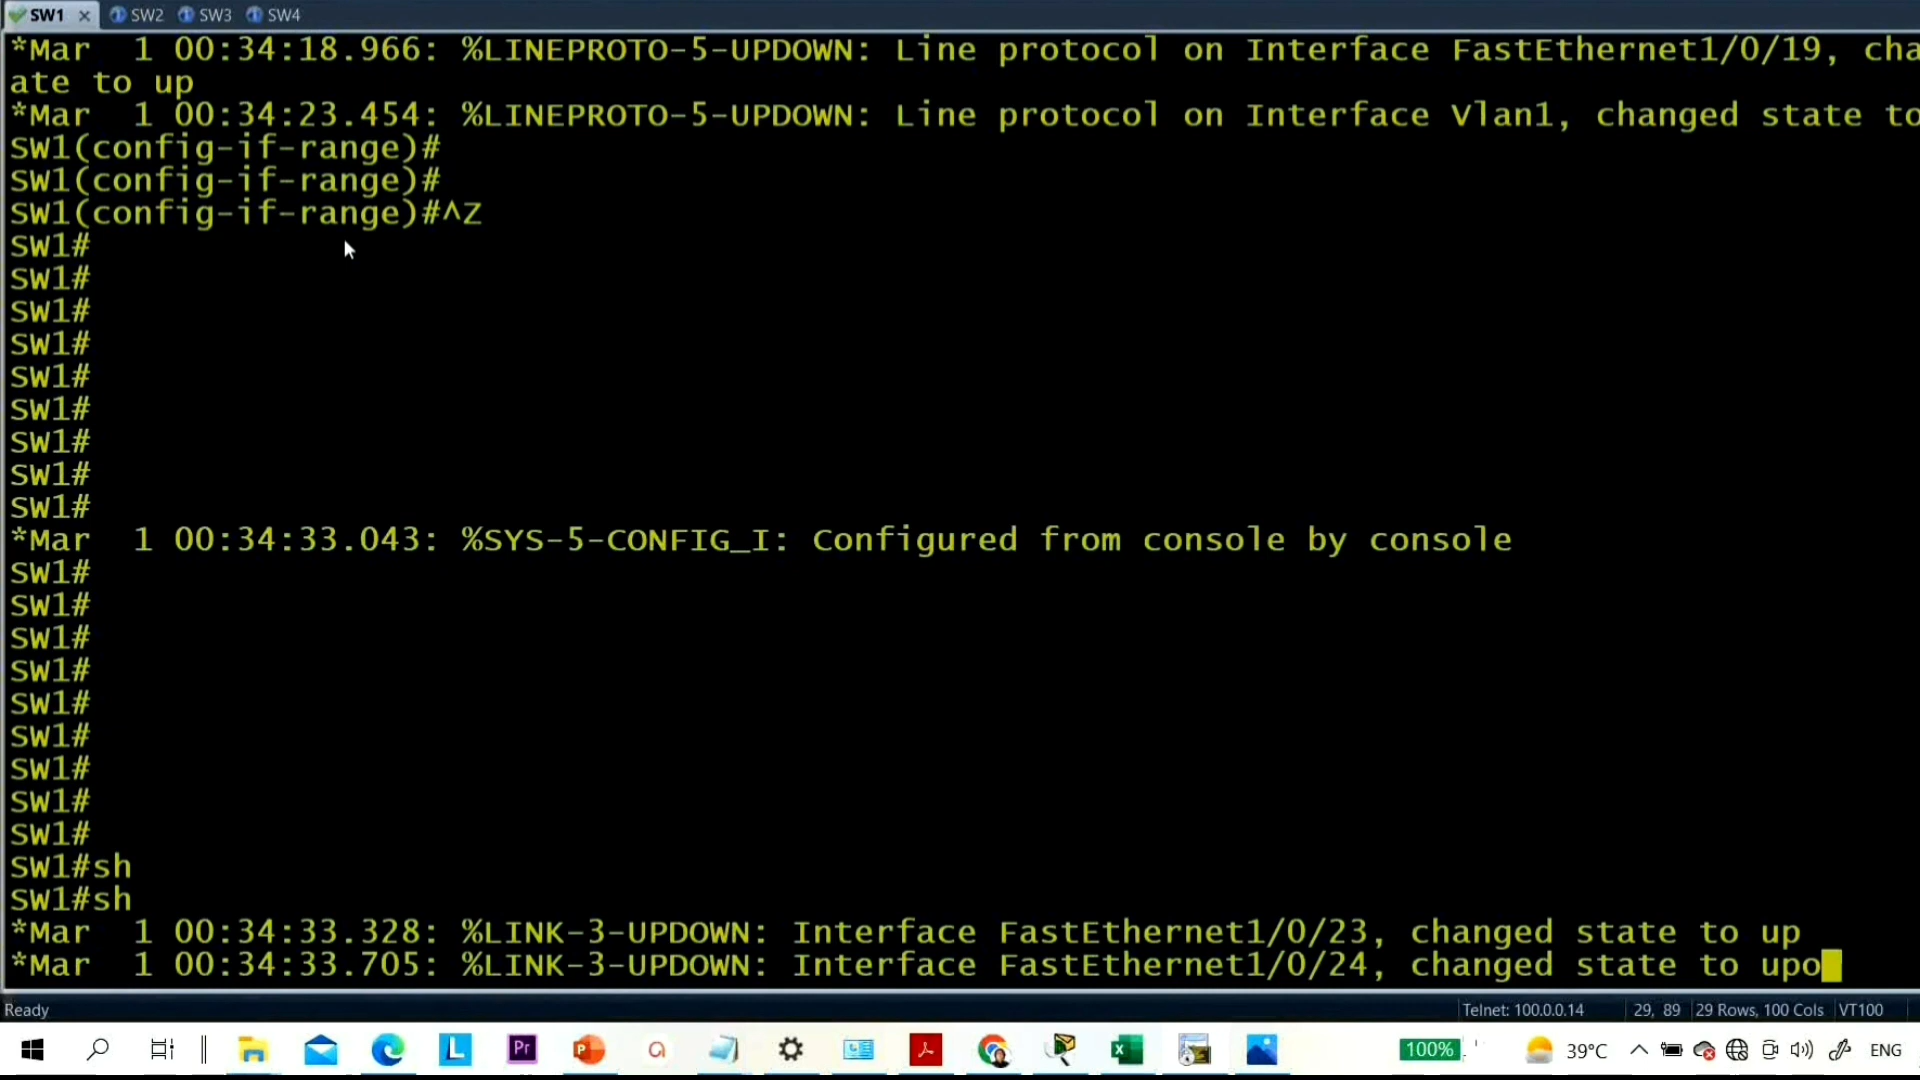 SW1 SW2 SW3 SW4
*Mar 1 00:34:18.966: %LINEPROTO-5-UPDOWN: Line protocol on Interface FastEthernet1/0/19, cha
ate to up
*Mar 1 00:34:23.454: %LINEPROTO-5-UPDOWN: Line protocol on Interface Vlan1, changed state to
SW1(config-if-range)#
SW1(config-if-range)#
SW1(config-if-range)#^Z
SW1#
SW1#
SW1#
SW1#
SW1#
SW1#
SW1#
SW1#
SW1#
*Mar 1 00:34:33.043: %SYS-5-CONFIG_I: Configured from console by console
SW1#
SW1#
SW1#
SW1#
SW1#
SW1#
SW1#
SW1#
SW1#
SW1#sh
SW1#sh
*Mar 1 00:34:33.328: %LINK-3-UPDOWN: Interface FastEthernet1/0/23, changed state to up
*Mar 1 00:34:33.705: %LINK-3-UPDOWN: Interface FastEthernet1/0/24, changed state to upo
Ready Telnet: 100.0.0.14 29, 89 29 Rows, 100 Cols VT100
L Pr P X 100% 39°C ENG